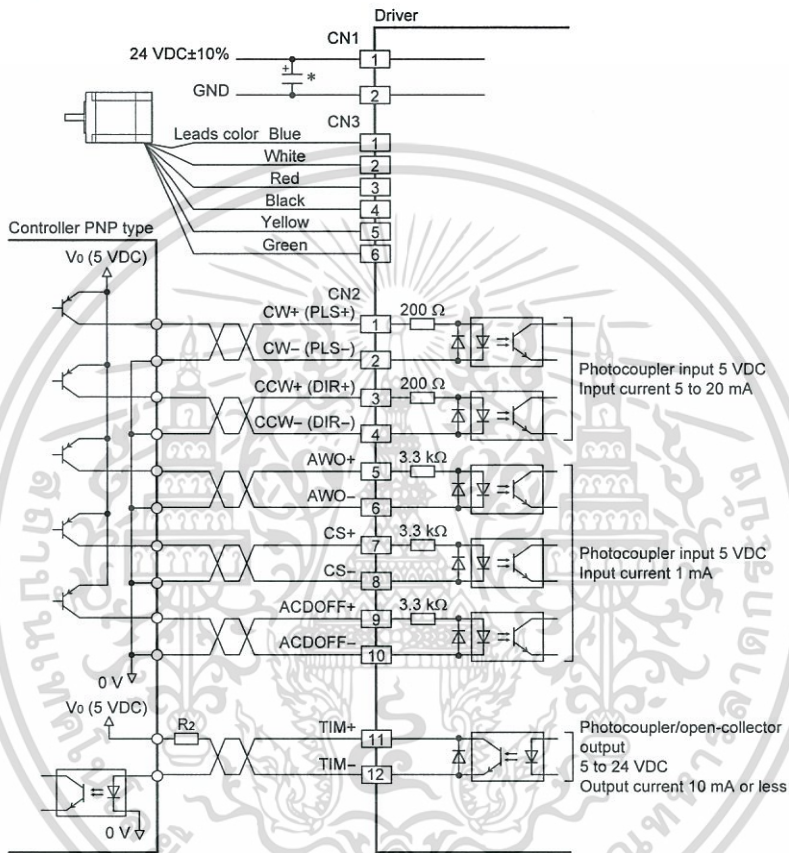 Driver
CN1
24 VDC±10%
1
+
*
GND
2
CN3
Leads color Blue
1
White
2
Red
3
Black
4
Yellow
5
Green
6
Controller PNP type
V0 (5 VDC)
CN2
CW+ (PLS+)
1
200 Ω
CW− (PLS−)
2
Photocoupler input 5 VDC
Input current 5 to 20 mA
CCW+ (DIR+)
3
200 Ω
CCW− (DIR−)
4
AWO+
5
3.3 kΩ
AWO−
6
CS+
7
3.3 kΩ
CS−
8
Photocoupler input 5 VDC
Input current 1 mA
ACDOFF+
9
3.3 kΩ
ACDOFF−
10
0 V
V0 (5 VDC)
R2
TIM+
11
TIM−
12
Photocoupler/open-collector
output
5 to 24 VDC
Output current 10 mA or less
0 V